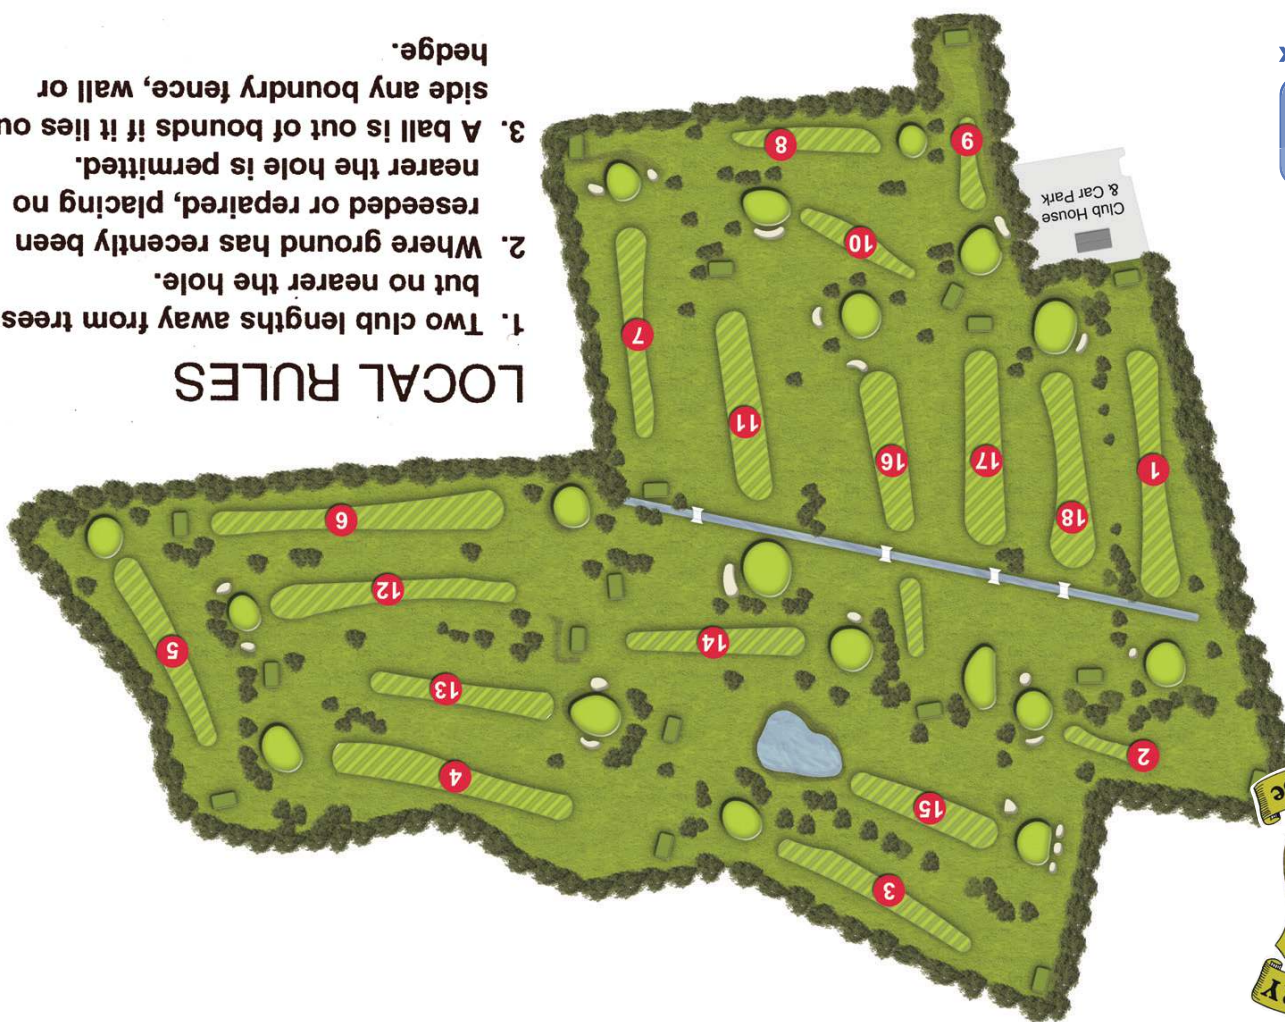 3
15
4
2
13
5
14
12
6
18
1
17
16
11
7
10
Club House
& Car Park
8
9
LOCAL RULES
1. Two club lengths away from trees
but no nearer the hole.
2. Where ground has recently been
reseeded or repaired, placing no
nearer the hole is permitted.
3. A ball is out of bounds if it lies ou
side any boundry fence, wall or
hedge.